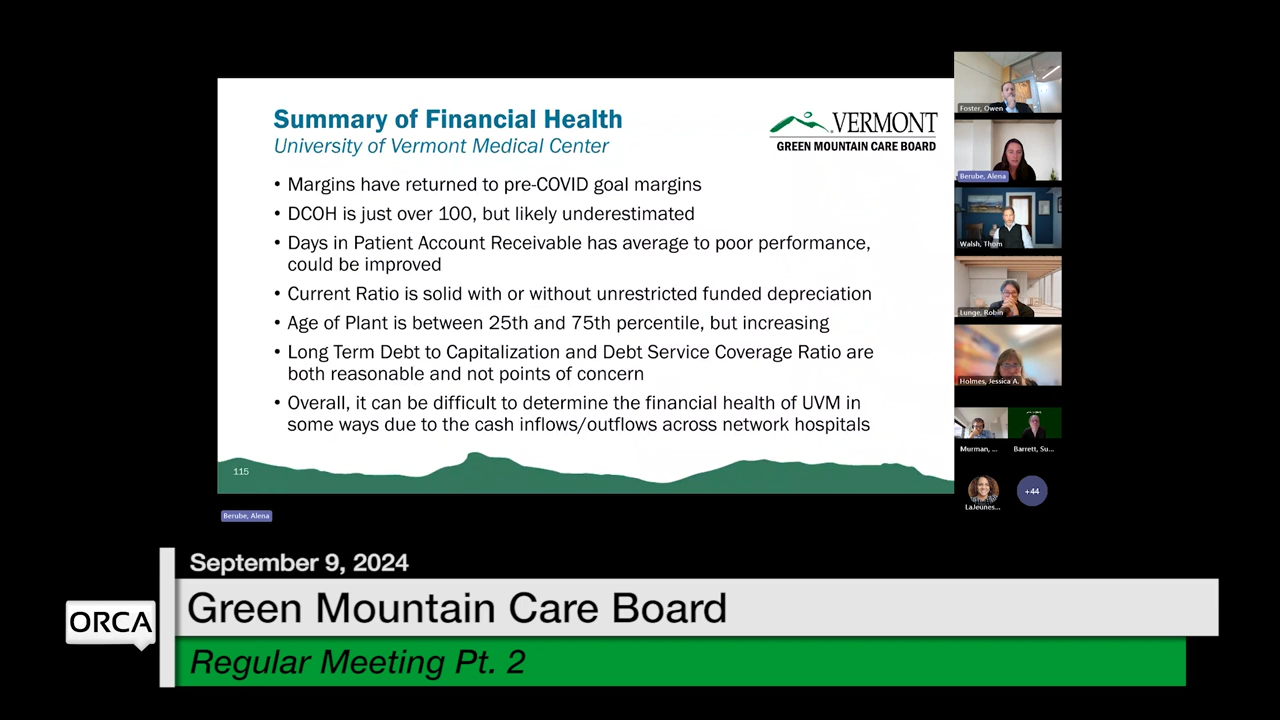 Summary of Financial Health
University of Vermont Medical Center
VERMONT
GREEN MOUNTAIN CARE BOARD
• Margins have returned to pre-COVID goal margins
• DCOH is just over 100, but likely underestimated
• Days in Patient Account Receivable has average to poor performance,
could be improved
• Current Ratio is solid with or without unrestricted funded depreciation
• Age of Plant is between 25th and 75th percentile, but increasing
• Long Term Debt to Capitalization and Debt Service Coverage Ratio are
both reasonable and not points of concern
• Overall, it can be difficult to determine the financial health of UVM in
some ways due to the cash inflows/outflows across network hospitals
115
Foster, Owen
Berube, Alena
Walsh, Thom
Lunge, Robin
Holmes, Jessica A.
Murman, ...
Barrett, Su...
LaJeunes...
+44
Berube, Alena
September 9, 2024
ORCA
Green Mountain Care Board
Regular Meeting Pt. 2